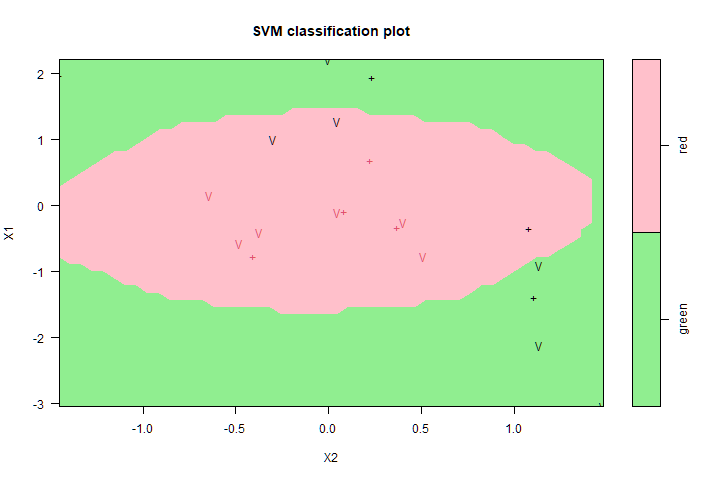 SVM classification plot
2
1
0
-1
-2
-3
X1
-1.0
-0.5
0.0
0.5
1.0
X2
red
green
V
+
V
V
+
V
V
+
V
V
+
V
+
V
+
V
V
+
V